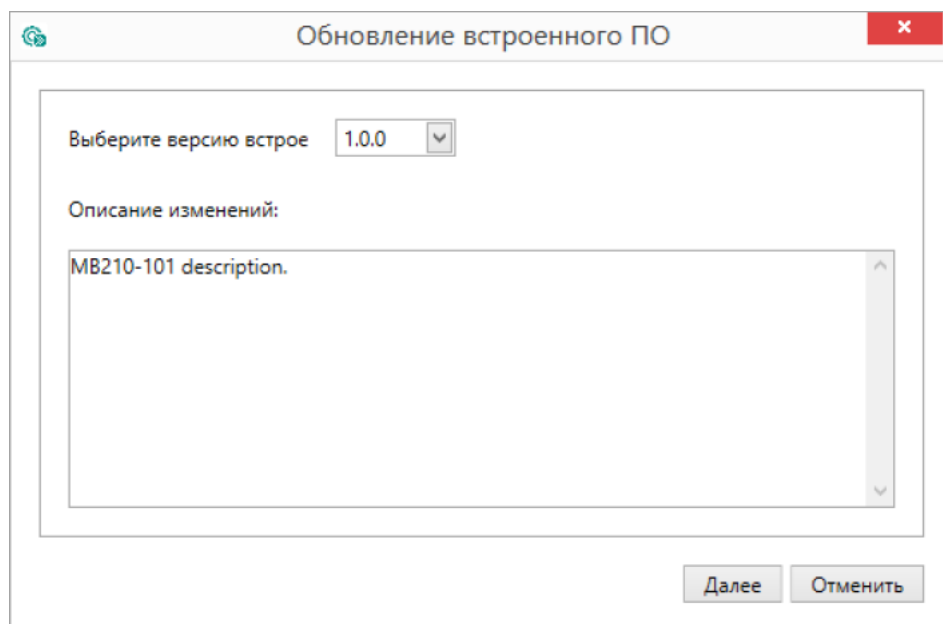 Обновление встроенного ПО
Выберите версию встрое 1.0.0
Описание изменений:
MB210-101 description.
Далее Отменить